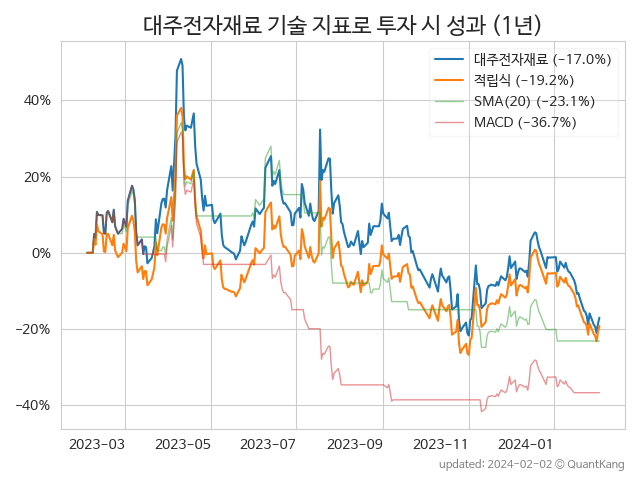 대주전자재료 기술 지표로 투자 시 성과 (1년)
대주전자재료 (−17.0%)
적립식 (−19.2%)
SMA(20) (−23.1%)
MACD (−36.7%)
40%
20%
0%
−20%
−40%
2023−03 2023−05 2023−07 2023−09 2023−11 2024−01
updated: 2024−02−02 ⓒ QuantKang